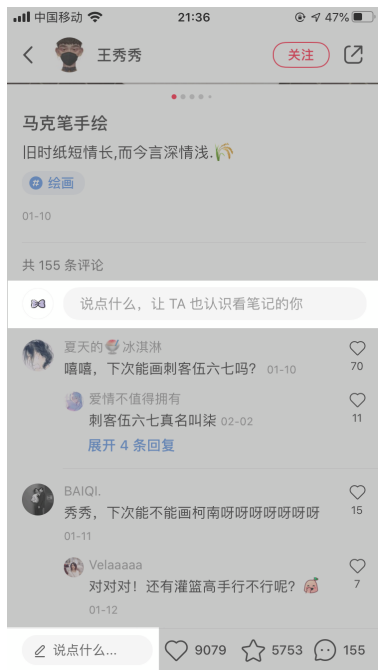 中国移动 21:36 47%
王秀秀 关注
马克笔手绘
旧时纸短情长,而今言深情浅.
# 绘画
01-10
共 155 条评论
说点什么，让 TA 也认识看笔记的你
夏天的🍨冰淇淋
嘻嘻，下次能画刺客伍六七吗？ 01-10
70
爱情不值得拥有
刺客伍六七真名叫柒 02-02
11
展开 4 条回复
BAIQI.
秀秀，下次能不能画柯南呀呀呀呀呀呀呀
15
01-11
Velaaaaa
对对对！还有灌篮高手行不行呢？
7
01-12
说点什么... 9079 5753 155